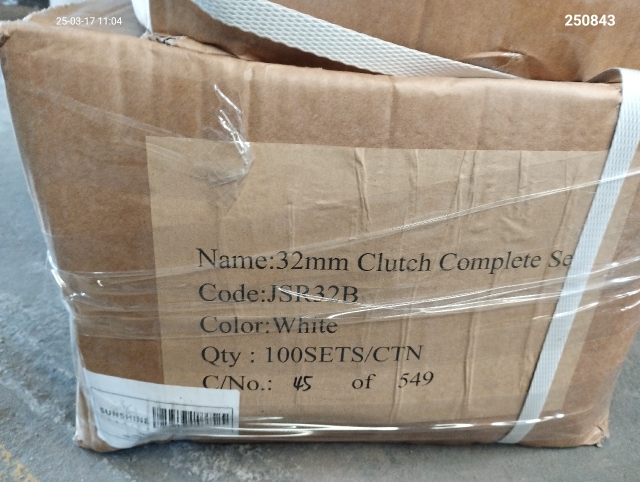 25-03-17 11:04
250843
Name:32mm Clutch Complete Se
Code:JSR32B
Color:White
Qty : 100SETS/CTN
C/No.: 45 of 549
SUNSHINE